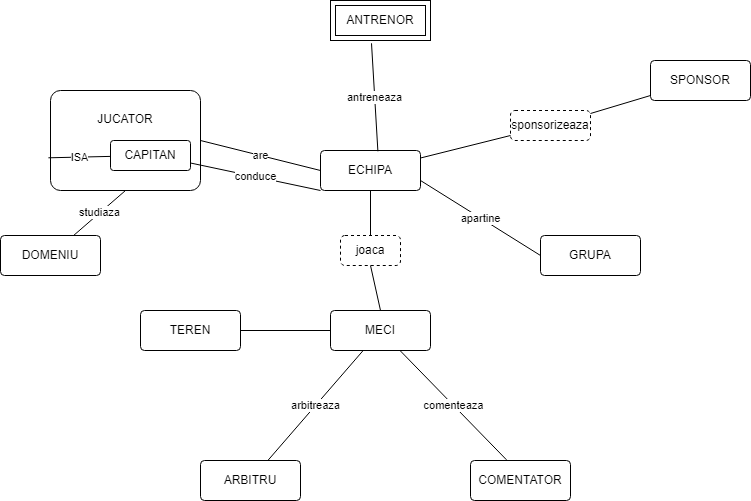 ANTRENOR
SPONSOR
antreneaza
JUCATOR
sponsorizeaza
ISA
CAPITAN
are
ECHIPA
conduce
studiaza
apartine
DOMENIU
joaca
GRUPA
TEREN
MECI
arbitreaza
comenteaza
ARBITRU
COMENTATOR